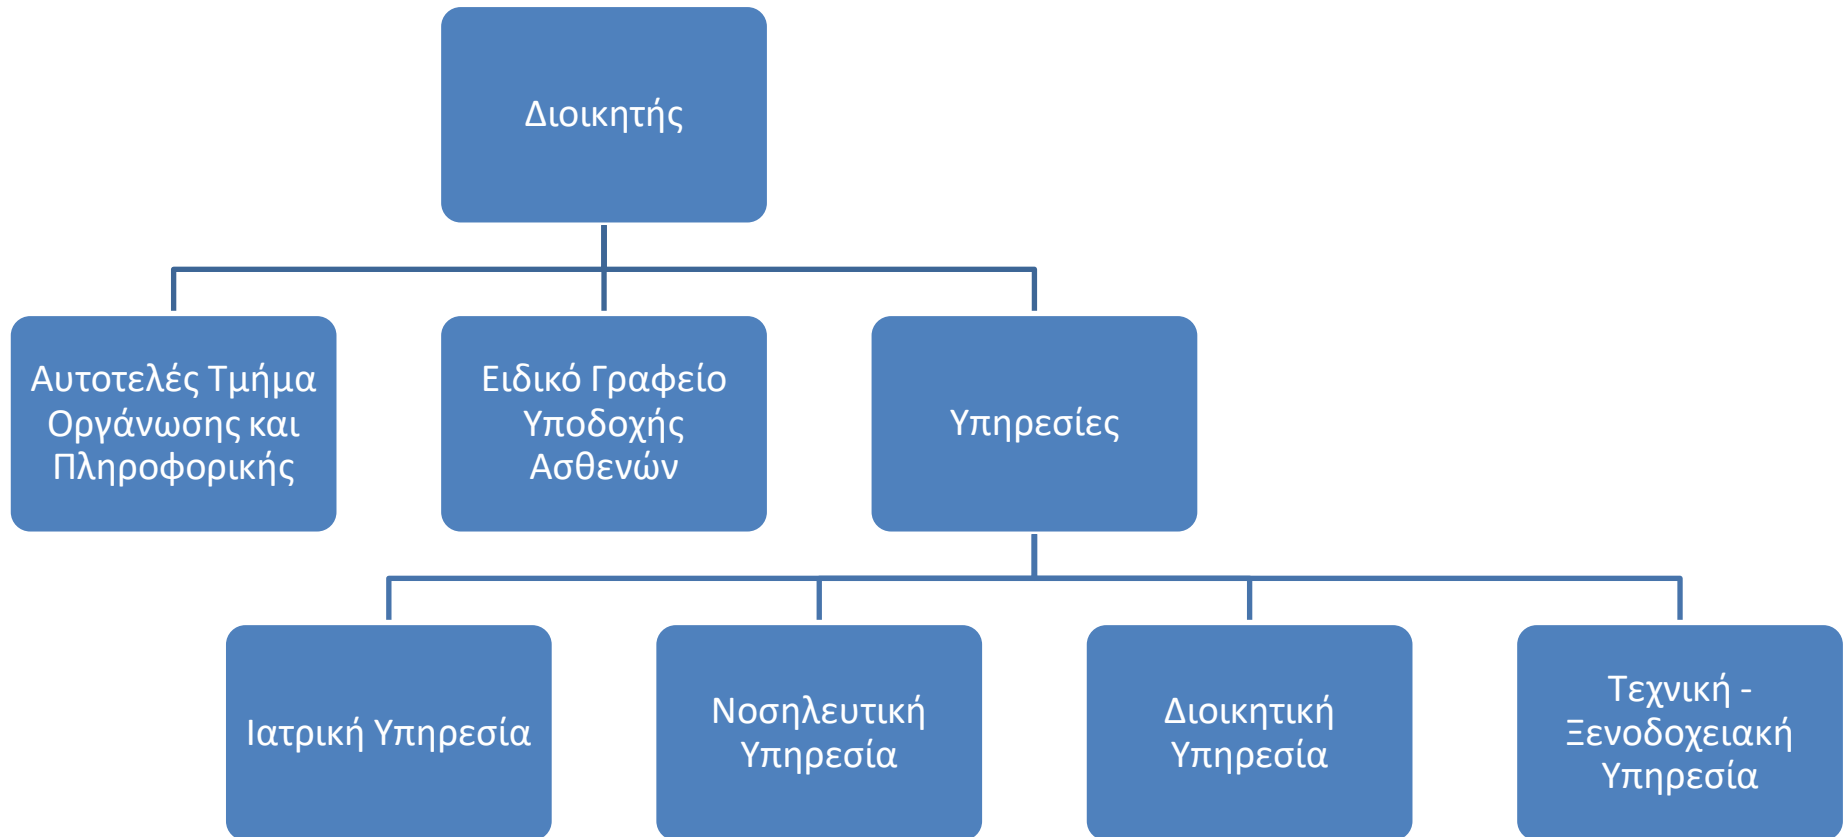 Διοικητής
Αυτοτελές Τμήμα
Οργάνωσης και
Πληροφορικής
Ειδικό Γραφείο
Υποδοχής
Ασθενών
Υπηρεσίες
Ιατρική Υπηρεσία
Νοσηλευτική
Υπηρεσία
Διοικητική
Υπηρεσία
Τεχνική -
Ξενοδοχειακή
Υπηρεσία